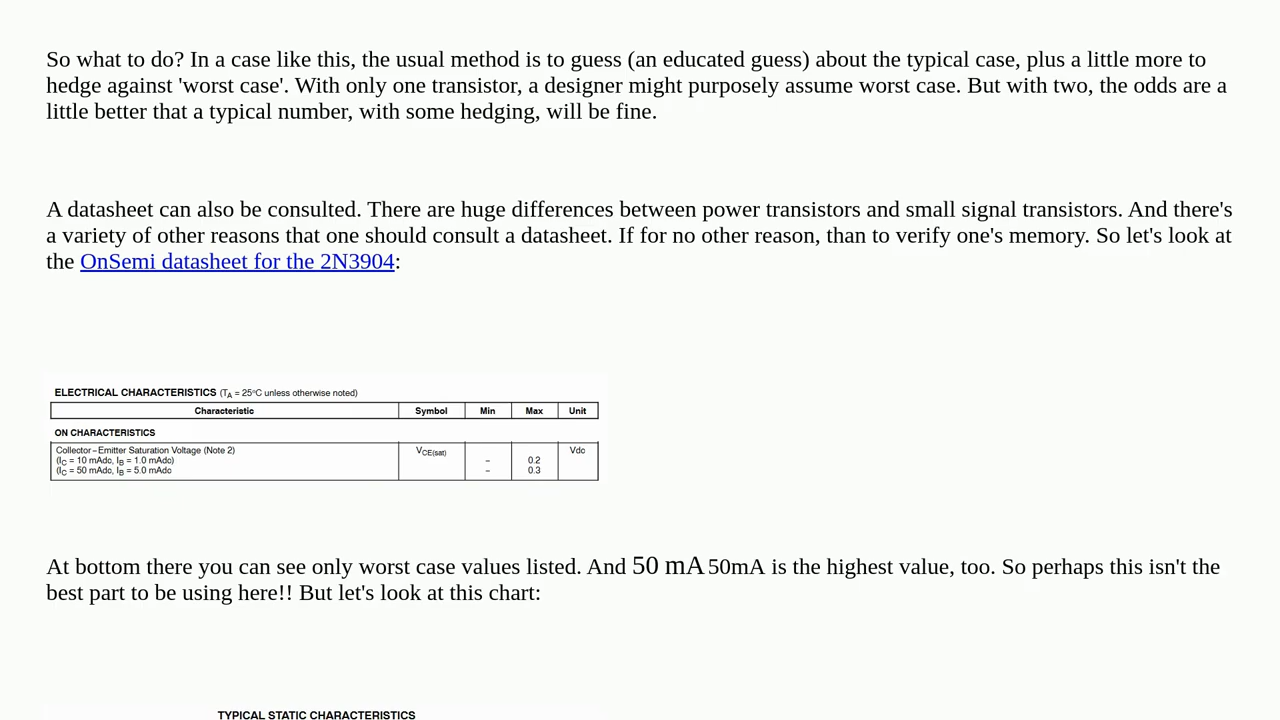 So what to do? In a case like this, the usual method is to guess (an educated guess) about the typical case, plus a little more to
hedge against 'worst case'. With only one transistor, a designer might purposely assume worst case. But with two, the odds are a
little better that a typical number, with some hedging, will be fine.
A datasheet can also be consulted. There are huge differences between power transistors and small signal transistors. And there's
a variety of other reasons that one should consult a datasheet. If for no other reason, than to verify one's memory. So let's look at
the OnSemi datasheet for the 2N3904:
ELECTRICAL CHARACTERISTICS (TA = 25°C unless otherwise noted)
Characteristic Symbol Min Max Unit
ON CHARACTERISTICS
Collector–Emitter Saturation Voltage (Note 2) VCE(sat) Vdc
(IC = 10 mAdc, IB = 1.0 mAdc) – 0.2
(IC = 50 mAdc, IB = 5.0 mAdc – 0.3
At bottom there you can see only worst case values listed. And 50 mA50mA is the highest value, too. So perhaps this isn't the
best part to be using here!! But let's look at this chart:
TYPICAL STATIC CHARACTERISTICS